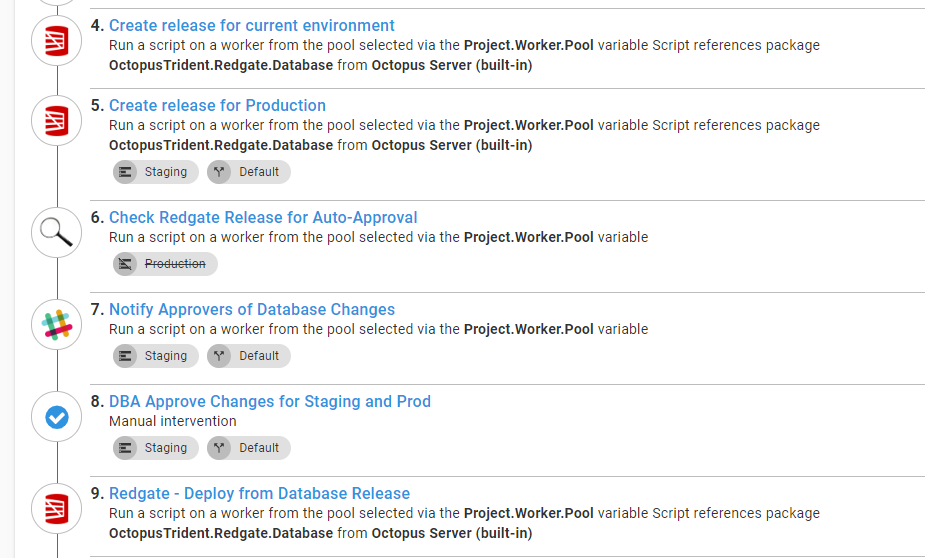 4. Create release for current environment
Run a script on a worker from the pool selected via the Project.Worker.Pool variable Script references package
OctopusTrident.Redgate.Database from Octopus Server (built-in)
5. Create release for Production
Run a script on a worker from the pool selected via the Project.Worker.Pool variable Script references package
OctopusTrident.Redgate.Database from Octopus Server (built-in)
Staging Default
6. Check Redgate Release for Auto-Approval
Run a script on a worker from the pool selected via the Project.Worker.Pool variable
Production
7. Notify Approvers of Database Changes
Run a script on a worker from the pool selected via the Project.Worker.Pool variable
Staging Default
8. DBA Approve Changes for Staging and Prod
Manual intervention
Staging Default
9. Redgate - Deploy from Database Release
Run a script on a worker from the pool selected via the Project.Worker.Pool variable Script references package
OctopusTrident.Redgate.Database from Octopus Server (built-in)